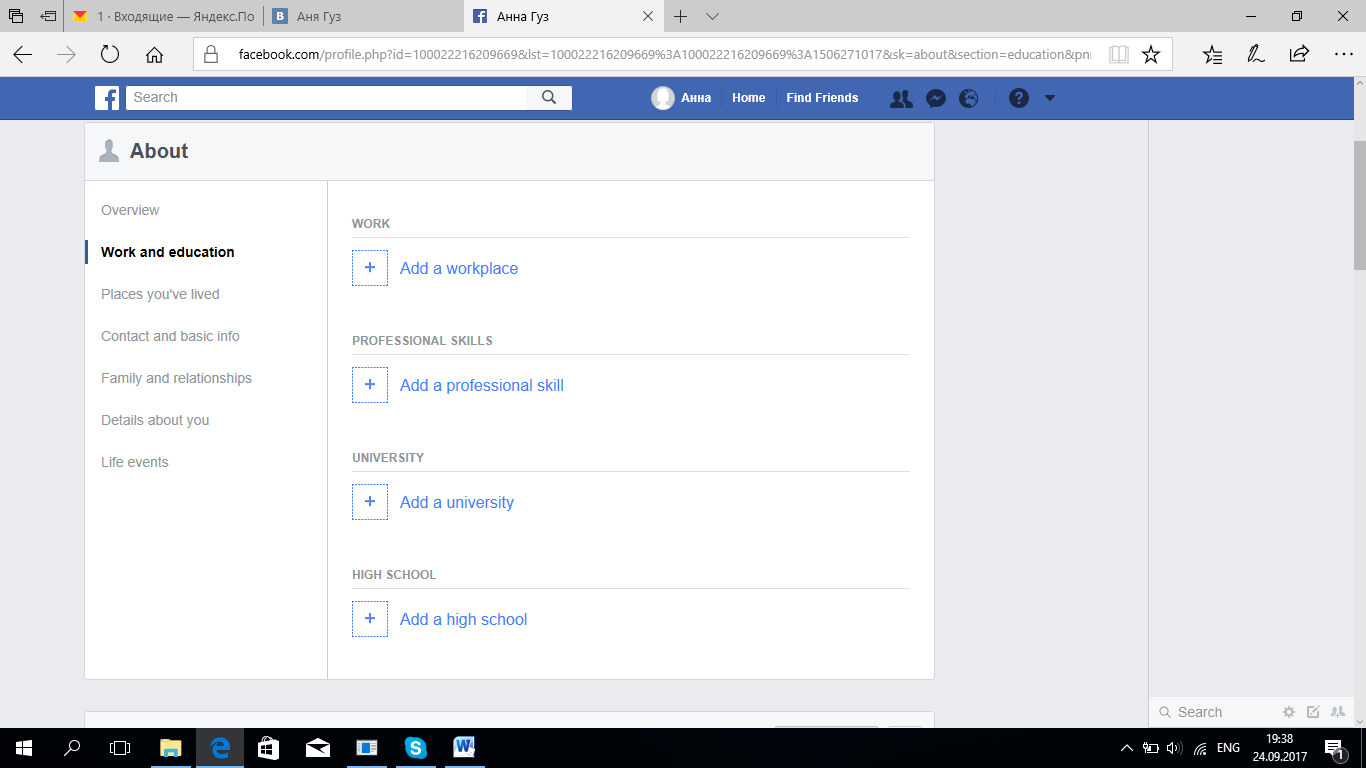 1 · Входящие — Яндекс.По
Аня Гуз
Анна Гуз
facebook.com/profile.php?id=100022216209669&lst=100022216209669%3A100022216209669%3A1506271017&sk=about&section=education&pn
Search
Анна
Home
Find Friends
About
Overview
Work and education
Places you've lived
Contact and basic info
Family and relationships
Details about you
Life events
WORK
+ Add a workplace
PROFESSIONAL SKILLS
+ Add a professional skill
UNIVERSITY
+ Add a university
HIGH SCHOOL
+ Add a high school
Search
ENG
19:38
24.09.2017
1